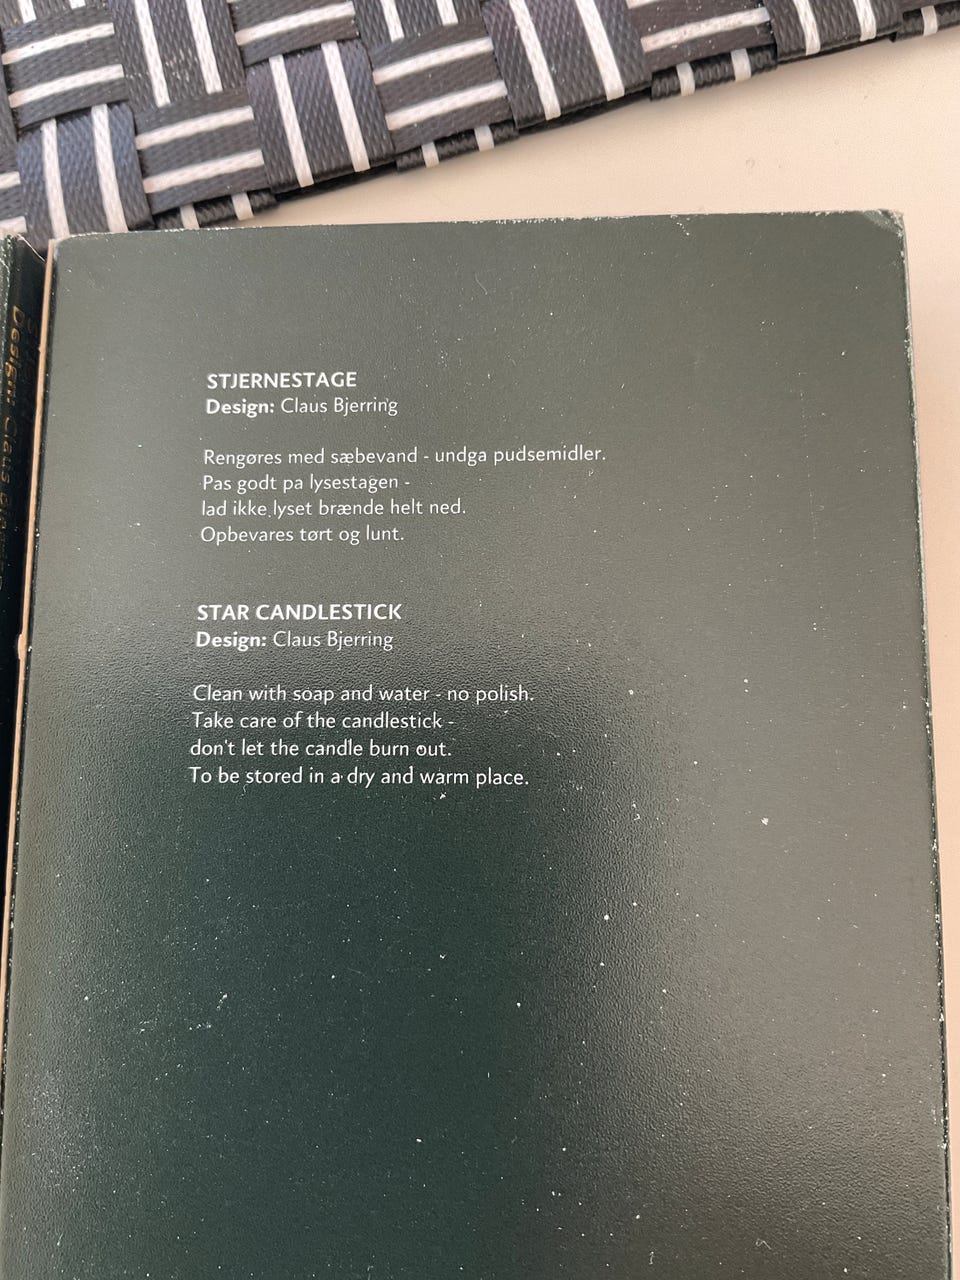 STJERNESTAGE
Design: Claus Bjerring
Rengøres med sæbevand - undga pudsemidler.
Pas godt pa lysestagen -
lad ikke lyset brænde helt ned.
Opbevares tørt og lunt.
STAR CANDLESTICK
Design: Claus Bjerring
Clean with soap and water - no polish.
Take care of the candlestick -
don't let the candle burn out.
To be stored in a dry and warm place.
Design: Claus